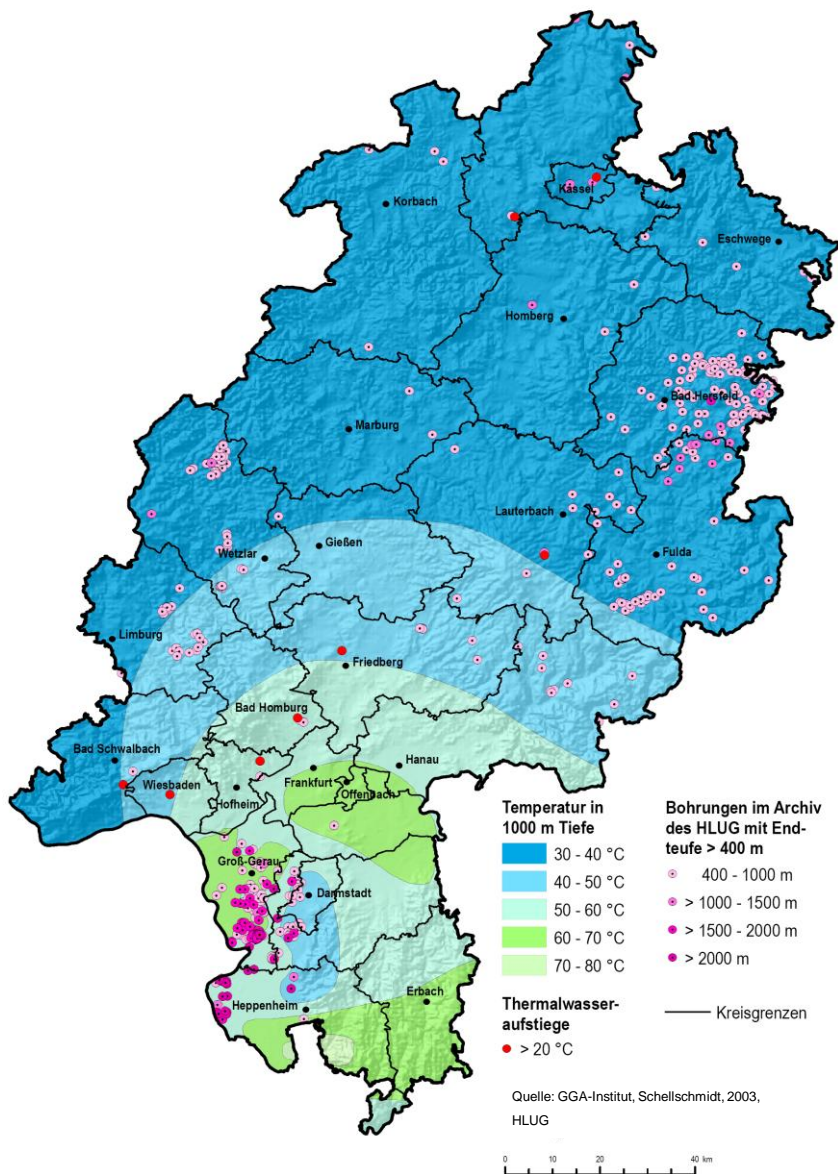 Kassel
Korbach
Eschwege
Homberg
Bad Hersfeld
Marburg
Lauterbach
Gießen
Wetzlar
Fulda
Limburg
Friedberg
Bad Homburg
Bad Schwalbach
Hanau
Frankfurt
Wiesbaden
Hofheim
Offenbach
Groß-Gerau
Darmstadt
Erbach
Heppenheim
Temperatur in
1000 m Tiefe
30 - 40 °C
40 - 50 °C
50 - 60 °C
60 - 70 °C
70 - 80 °C
Thermalwasser-
aufstiege
> 20 °C
Bohrungen im Archiv
des HLUG mit End-
teufe > 400 m
400 - 1000 m
> 1000 - 1500 m
> 1500 - 2000 m
> 2000 m
Kreisgrenzen
Quelle: GGA-Institut, Schellschmidt, 2003,
HLUG
0 10 20 40 km